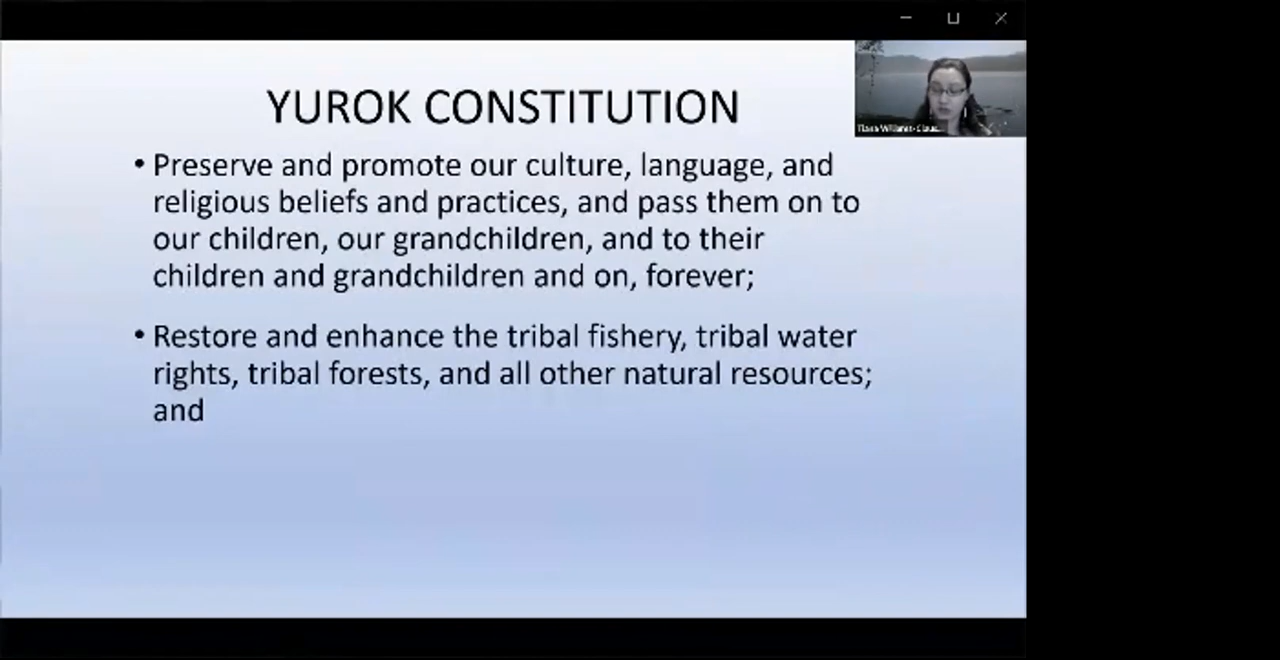 YUROK CONSTITUTION
• Preserve and promote our culture, language, and
religious beliefs and practices, and pass them on to
our children, our grandchildren, and to their
children and grandchildren and on, forever;
• Restore and enhance the tribal fishery, tribal water
rights, tribal forests, and all other natural resources;
and